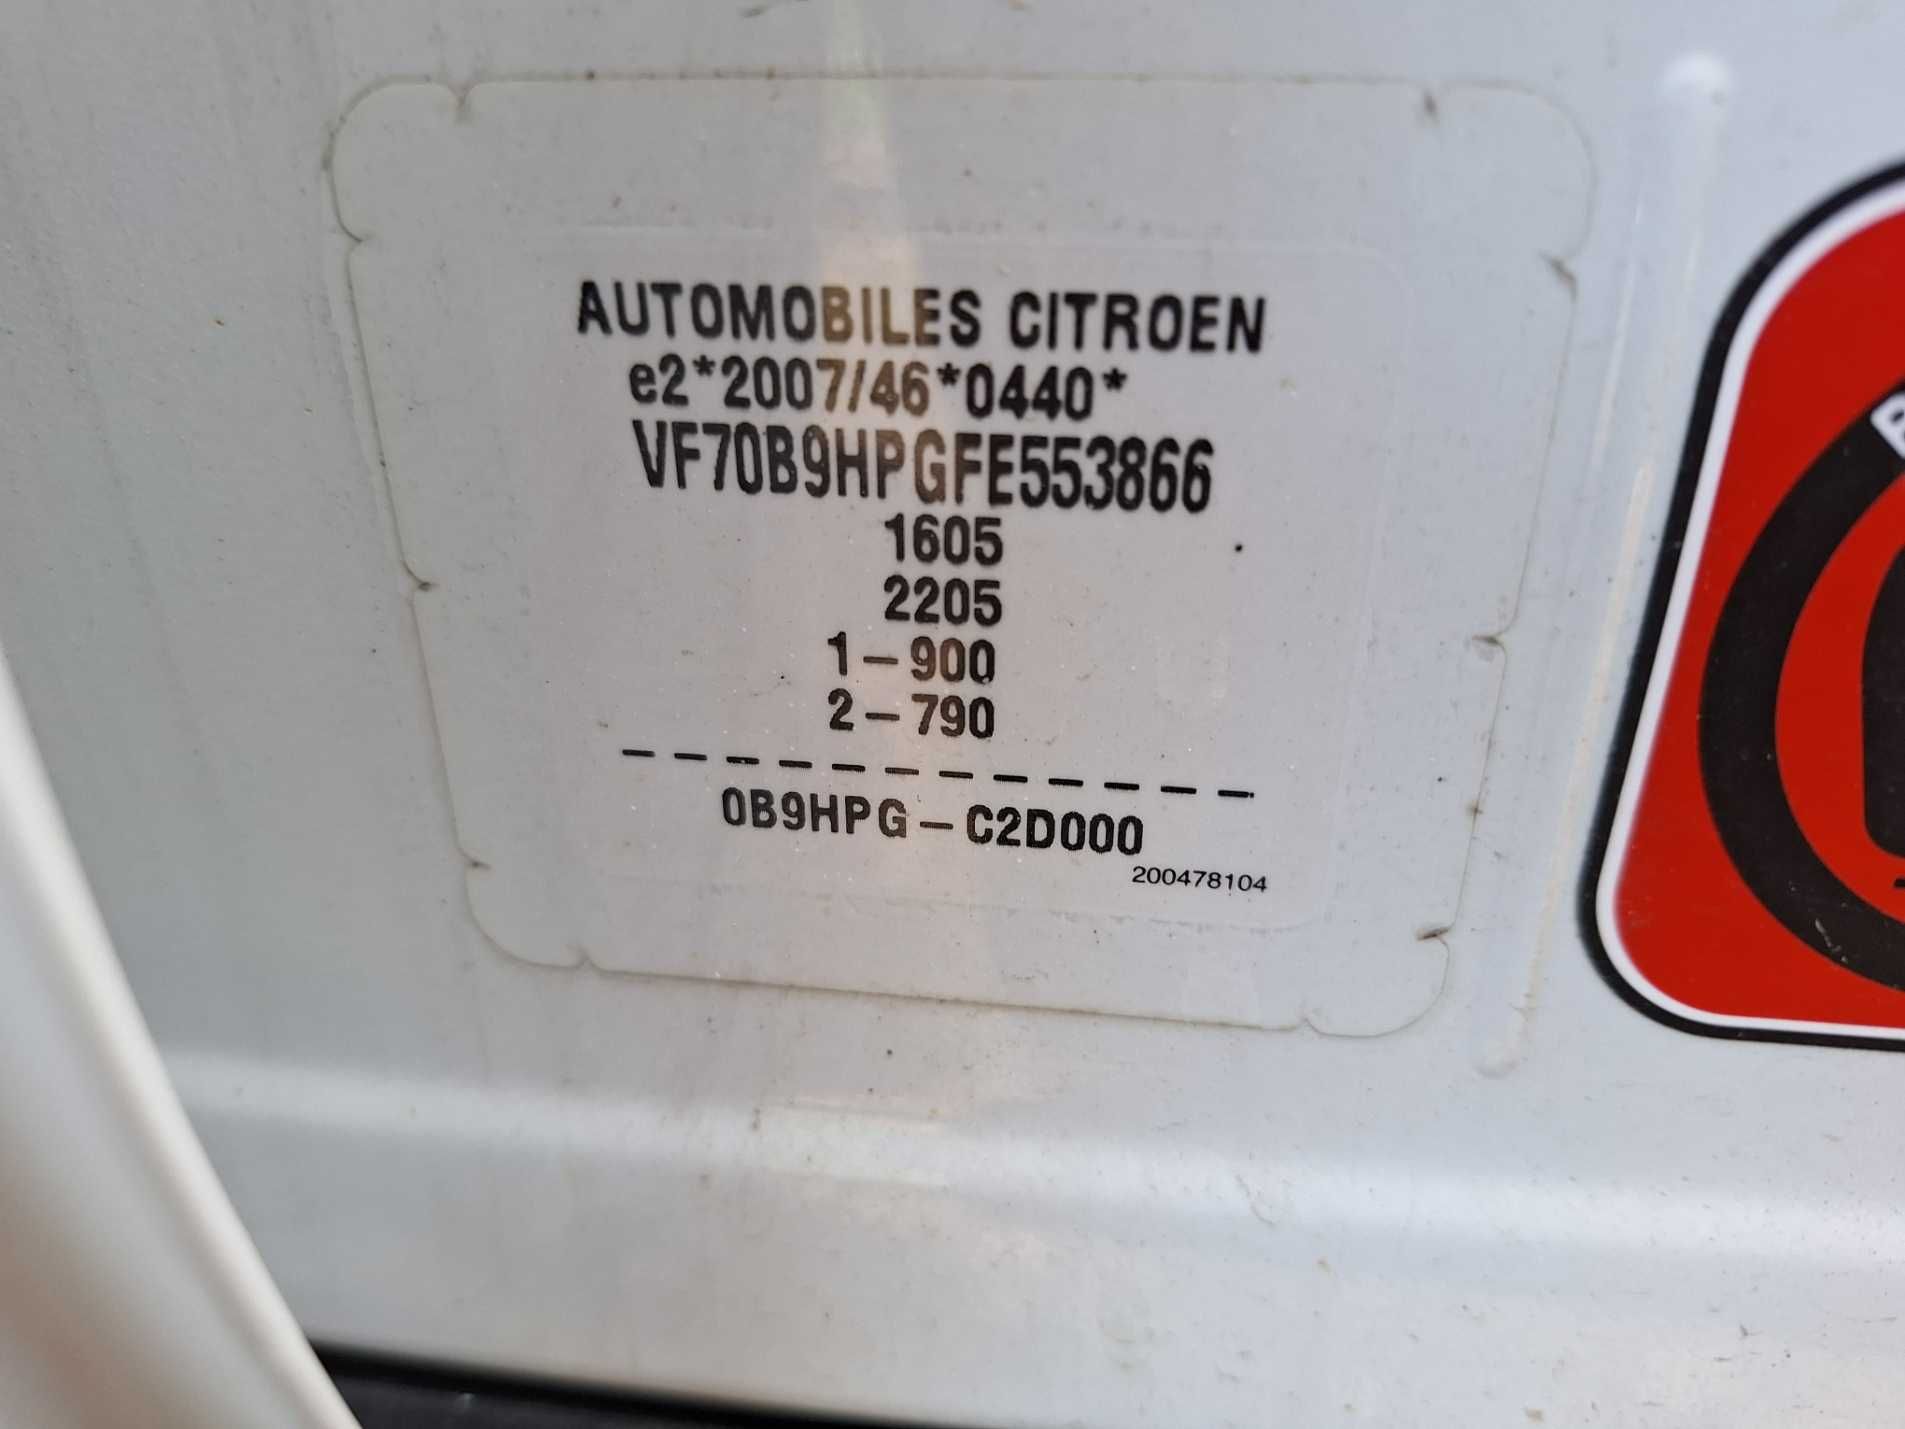 AUTOMOBILES CITROEN
e2*2007/46*0440*
VF70B9HPGFE553866
1605
2205
1-900
2-790
-------------
0B9HPG-C2D000
200478104